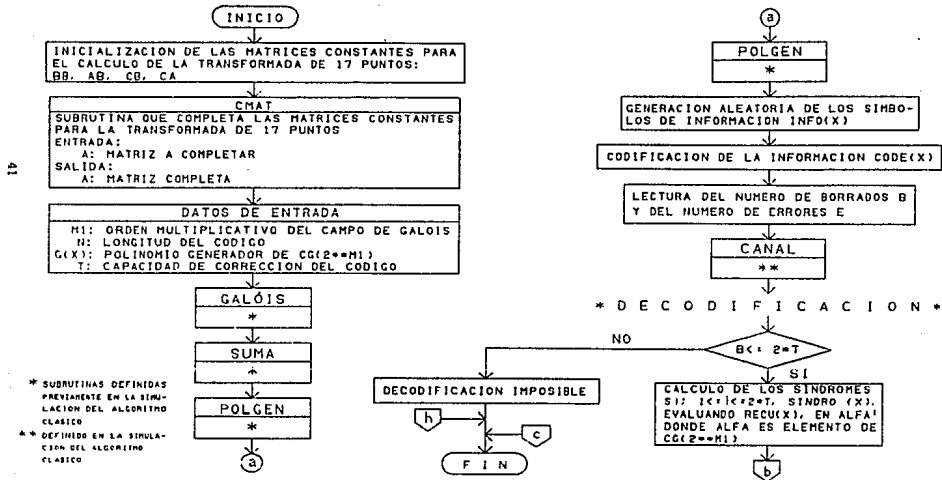 INICIO
INICIALIZACION DE LAS MATRICES CONSTANTES PARA
EL CALCULO DE LA TRANSFORMADA DE 17 PUNTOS:
BB, AB, CB, CA
CMAT
SUBRUTINA QUE COMPLETA LAS MATRICES CONSTANTES
PARA LA TRANSFORMADA DE 17 PUNTOS
ENTRADA:
A: MATRIZ A COMPLETAR
SALIDA:
A: MATRIZ COMPLETA
41
DATOS DE ENTRADA
M1: ORDEN MULTIPLICATIVO DEL CAMPO DE GALOIS
N: LONGITUD DEL CODIGO
G(X): POLINOMIO GENERADOR DE CG(2**M1)
T: CAPACIDAD DE CORRECCION DEL CODIGO
GALÓIS
*
SUMA
*
POLGEN
*
a
* SUBRUTINAS DEFINIDAS
PREVIAMENTE EN LA SIMU-
LACION DEL ALGORITMO
CLASICO
** DEFINIDO EN LA SIMULA-
CION DEL ALGORITMO
CLASICO
a
POLGEN
*
GENERACION ALEATORIA DE LOS SIMBO-
LOS DE INFORMACION INFO(X)
CODIFICACION DE LA INFORMACION CODE(X)
LECTURA DEL NUMERO DE BORRADOS B
Y DEL NUMERO DE ERRORES E
CANAL
**
* D E C O D I F I C A C I O N *
B<= 2*T
NO
SI
DECODIFICACION IMPOSIBLE
h
c
F I N
CALCULO DE LOS SINDROMES
SI; 1<=I<=2*T, SINDRO (X),
EVALUANDO RECU(X), EN ALFAᴵ
DONDE ALFA ES ELEMENTO DE
CG(2**M1)
b